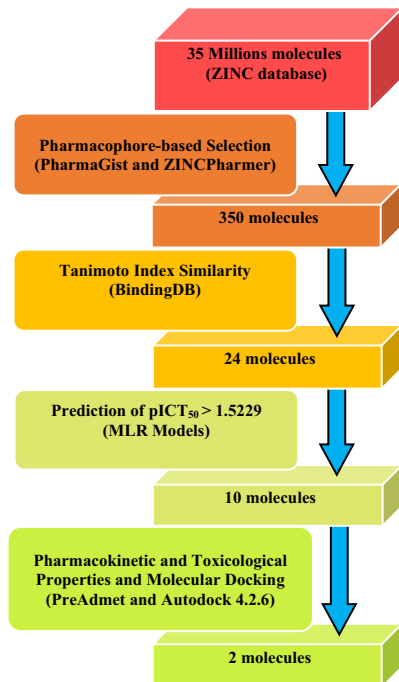 35 Millions molecules
(ZINC database)
Pharmacophore-based Selection
(PharmaGist and ZINCPharmer)
350 molecules
Tanimoto Index Similarity
(BindingDB)
24 molecules
Prediction of pICT₅₀ > 1.5229
(MLR Models)
10 molecules
Pharmacokinetic and Toxicological
Properties and Molecular Docking
(PreAdmet and Autodock 4.2.6)
2 molecules